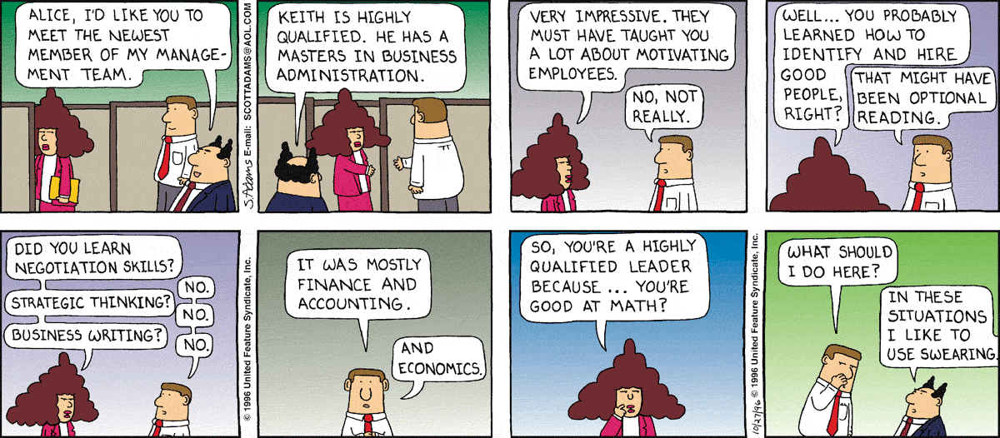 ALICE, I'D LIKE YOU TO
MEET THE NEWEST
MEMBER OF MY MANAGE-
MENT TEAM.
S.Adams E-mail: SCOTTADAMS@AOL.COM
KEITH IS HIGHLY
QUALIFIED. HE HAS A
MASTERS IN BUSINESS
ADMINISTRATION.
VERY IMPRESSIVE. THEY
MUST HAVE TAUGHT YOU
A LOT ABOUT MOTIVATING
EMPLOYEES.
NO, NOT
REALLY.
WELL... YOU PROBABLY
LEARNED HOW TO
IDENTIFY AND HIRE
GOOD
PEOPLE,
RIGHT?
THAT MIGHT HAVE
BEEN OPTIONAL
READING.
DID YOU LEARN
NEGOTIATION SKILLS?
NO.
STRATEGIC THINKING?
NO.
BUSINESS WRITING?
NO.
© 1996 United Feature Syndicate, Inc.
IT WAS MOSTLY
FINANCE AND
ACCOUNTING.
AND
ECONOMICS.
SO, YOU'RE A HIGHLY
QUALIFIED LEADER
BECAUSE ... YOU'RE
GOOD AT MATH?
10/27/96 © 1996 United Feature Syndicate, Inc.
WHAT SHOULD
I DO HERE?
IN THESE
SITUATIONS
I LIKE TO
USE SWEARING.